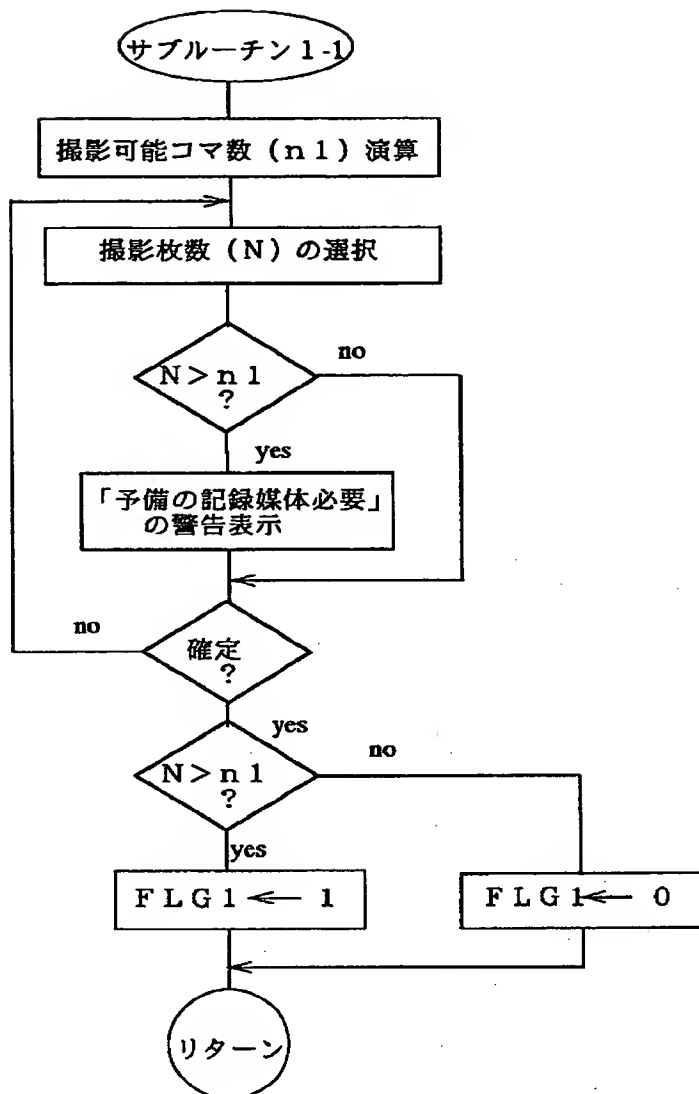 サブルーチン1-1
撮影可能コマ数（n1）演算
撮影枚数（N）の選択
N＞n1
?
no
yes
「予備の記録媒体必要」
の警告表示
no
確定
?
yes
N＞n1
?
no
yes
FLG1← 1
FLG1← 0
リターン